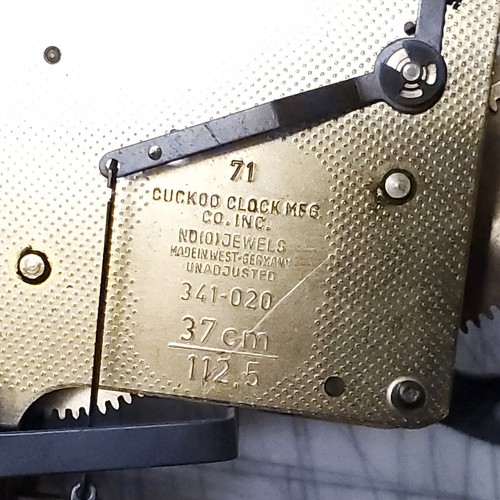 71
CUCKOO CLOCK MFG
CO. INC.
NO(0) JEWELS
MADE IN WEST-GERMANY
UNADJUSTED
341-020
37cm
112.5